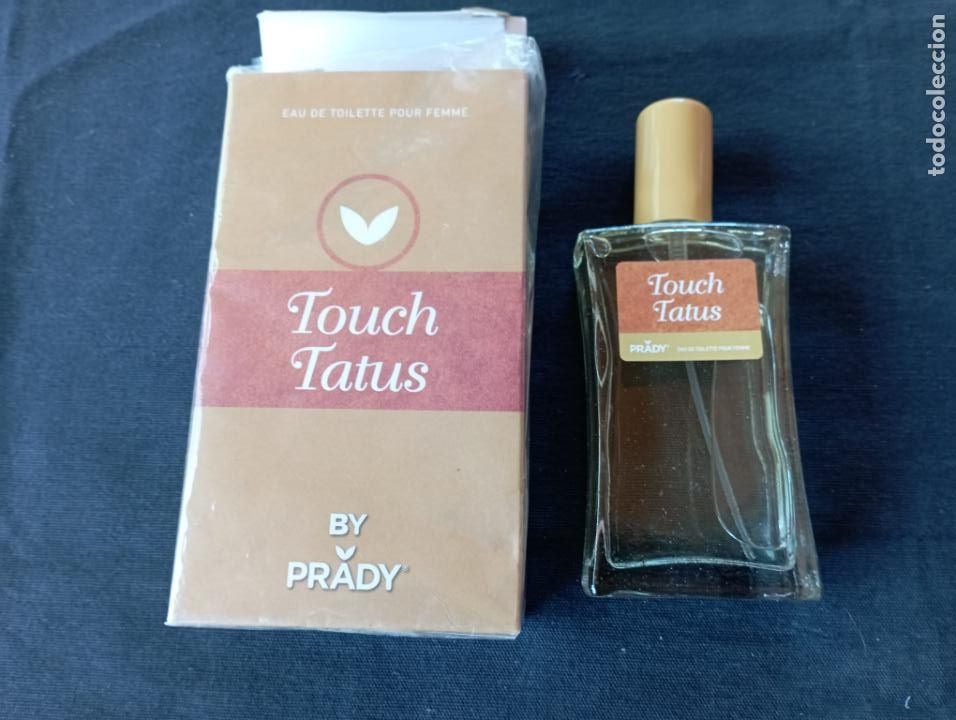 EAU DE TOILETTE POUR FEMME
Touch
Tatus
BY
PRADY®
Touch
Tatus
PRADY® EAU DE TOILETTE POUR FEMME
todocoleccion